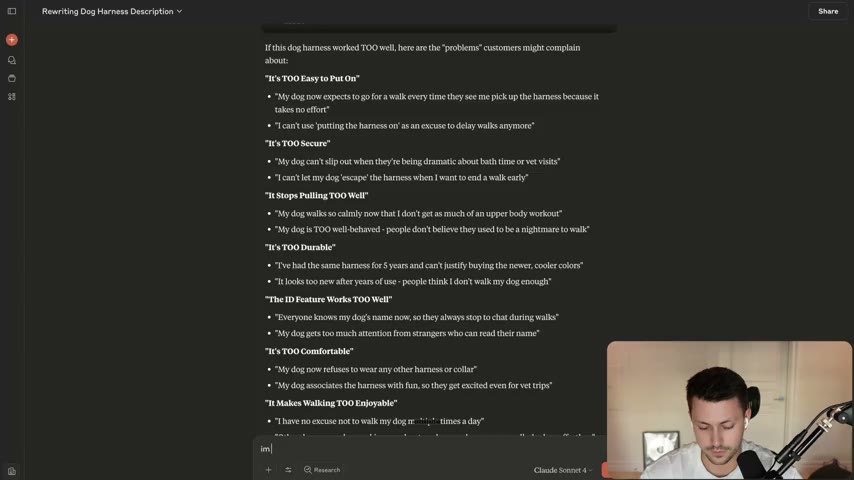 Rewriting Dog Harness Description
Share
If this dog harness worked TOO well, here are the "problems" customers might complain
about:
"It's TOO Easy to Put On"
• "My dog now expects to go for a walk every time they see me pick up the harness because it
takes no effort"
• "I can't use 'putting the harness on' as an excuse to delay walks anymore"
"It's TOO Secure"
• "My dog can't slip out when they're being dramatic about bath time or vet visits"
• "I can't let my dog 'escape' the harness when I want to end a walk early"
"It Stops Pulling TOO Well"
• "My dog walks so calmly now that I don't get as much of an upper body workout"
• "My dog is TOO well-behaved - people don't believe they used to be a nightmare to walk"
"It's TOO Durable"
• "I've had the same harness for 5 years and can't justify buying the newer, cooler colors"
• "It looks too new after years of use - people think I don't walk my dog enough"
"The ID Feature Works TOO Well"
• "Everyone knows my dog's name now, so they always stop to chat during walks"
• "My dog gets too much attention from strangers who can read their name"
"It's TOO Comfortable"
• "My dog now refuses to wear any other harness or collar"
• "My dog associates the harness with fun, so they get excited even for vet trips"
"It Makes Walking TOO Enjoyable"
• "I have no excuse not to walk my dog multiple times a day"
im
Research
Claude Sonnet 4